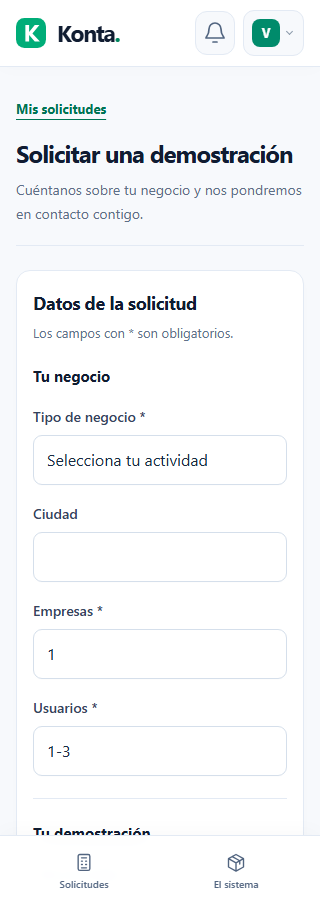 K Konta.
V
Mis solicitudes
Solicitar una demostración
Cuéntanos sobre tu negocio y nos pondremos
en contacto contigo.
Datos de la solicitud
Los campos con * son obligatorios.
Tu negocio
Tipo de negocio *
Selecciona tu actividad
Ciudad
Empresas *
1
Usuarios *
1-3
Tu demostración
Solicitudes
El sistema